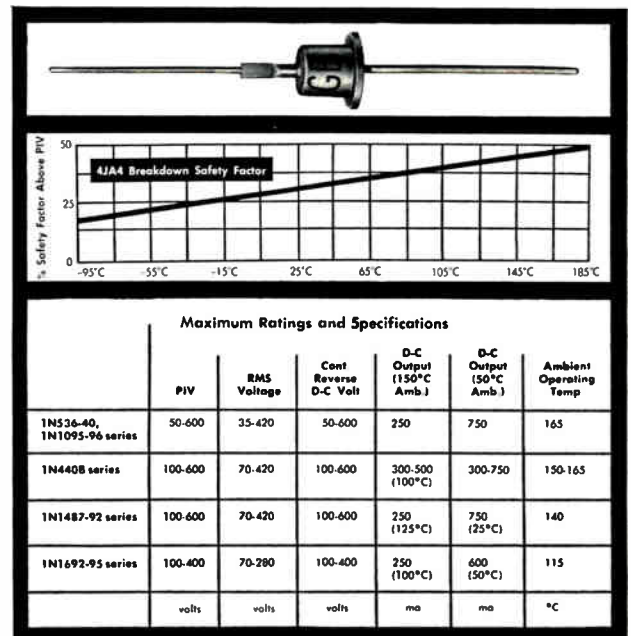 G
50
% Safety Factor Above PIV
4JA4 Breakdown Safety Factor
25
0
-95°C -55°C -15°C 25°C 65°C 105°C 145°C 185°C
Maximum Ratings and Specifications
PIV
RMS
Voltage
Cont
Reverse
D-C Volt
D-C
Output
(150°C
Amb.)
D-C
Output
(50°C
Amb.)
Ambient
Operating
Temp
1N536-40,
1N1095-96 series
50-600 35-420 50-600 250 750 165
1N440B series 100-600 70-420 100-600 300-500
(100°C)
300-750 150-165
1N1487-92 series 100-600 70-420 100-600 250
(125°C)
750
(25°C)
140
1N1692-95 series 100-400 70-280 100-400 250
(100°C)
600
(50°C)
115
volts volts volts ma ma °C